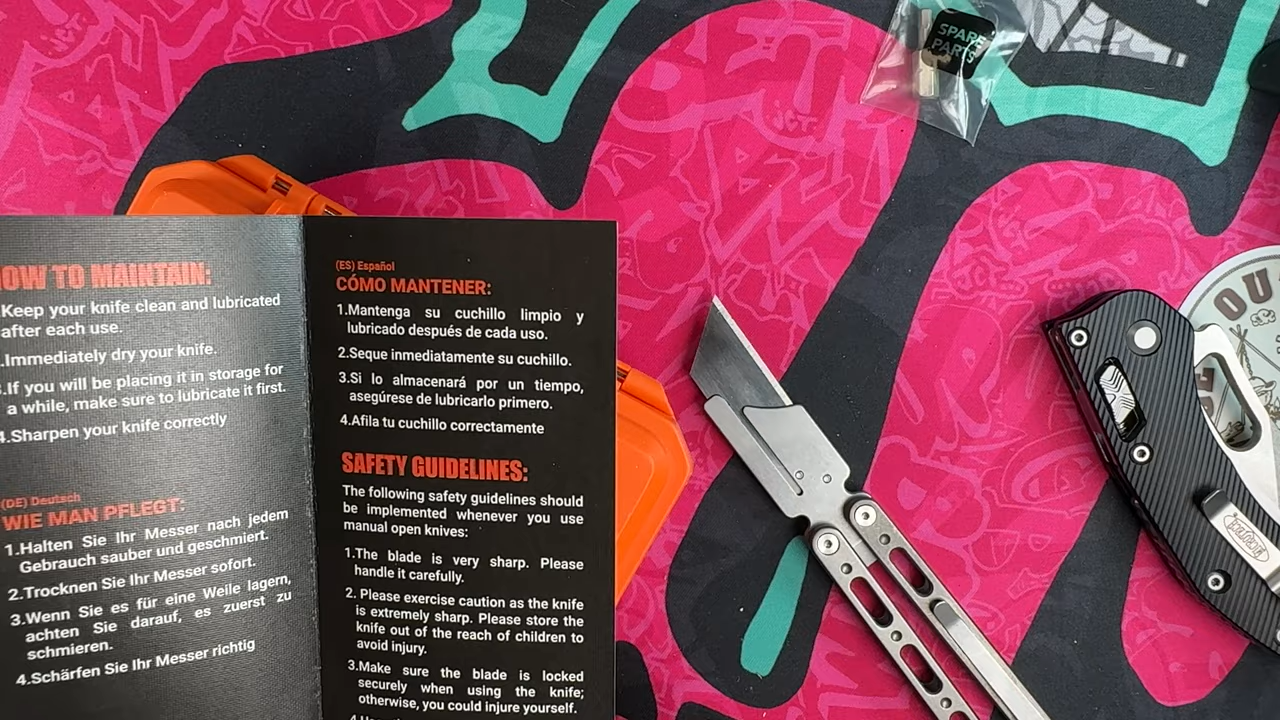 SPARE
PARTS
OW TO MAINTAIN:
.Keep your knife clean and lubricated
after each use.
.Immediately dry your knife.
.If you will be placing it in storage for
a while, make sure to lubricate it first.
4.Sharpen your knife correctly
(DE) Deutsch
WIE MAN PFLEGT:
1.Halten Sie Ihr Messer nach jedem
Gebrauch sauber und geschmiert.
2.Trocknen Sie Ihr Messer sofort.
3.Wenn Sie es für eine Weile lagern,
achten Sie darauf, es zuerst zu
schmieren.
4.Schärfen Sie Ihr Messer richtig
(ES) Español
CÓMO MANTENER:
1.Mantenga su cuchillo limpio y
lubricado después de cada uso.
2.Seque inmediatamente su cuchillo.
3.Si lo almacenará por un tiempo,
asegúrese de lubricarlo primero.
4.Afila tu cuchillo correctamente
SAFETY GUIDELINES:
The following safety guidelines should
be implemented whenever you use
manual open knives:
1.The blade is very sharp. Please
handle it carefully.
2. Please exercise caution as the knife
is extremely sharp. Please store the
knife out of the reach of children to
avoid injury.
3.Make sure the blade is locked
securely when using the knife;
otherwise, you could injure yourself.
OU
JCT